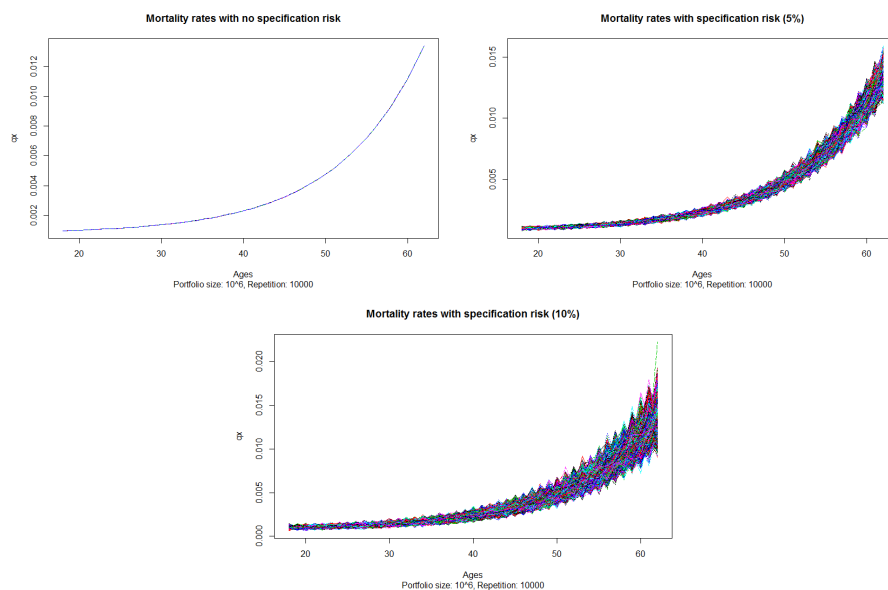 Mortality rates with no specification risk
qx
0.002
0.004
0.006
0.008
0.010
0.012
20
30
40
50
60
Ages
Portfolio size: 10^6, Repetition: 10000
Mortality rates with specification risk (5%)
qx
0.005
0.010
0.015
20
30
40
50
60
Ages
Portfolio size: 10^6, Repetition: 10000
Mortality rates with specification risk (10%)
qx
0.000
0.005
0.010
0.015
0.020
20
30
40
50
60
Ages
Portfolio size: 10^6, Repetition: 10000